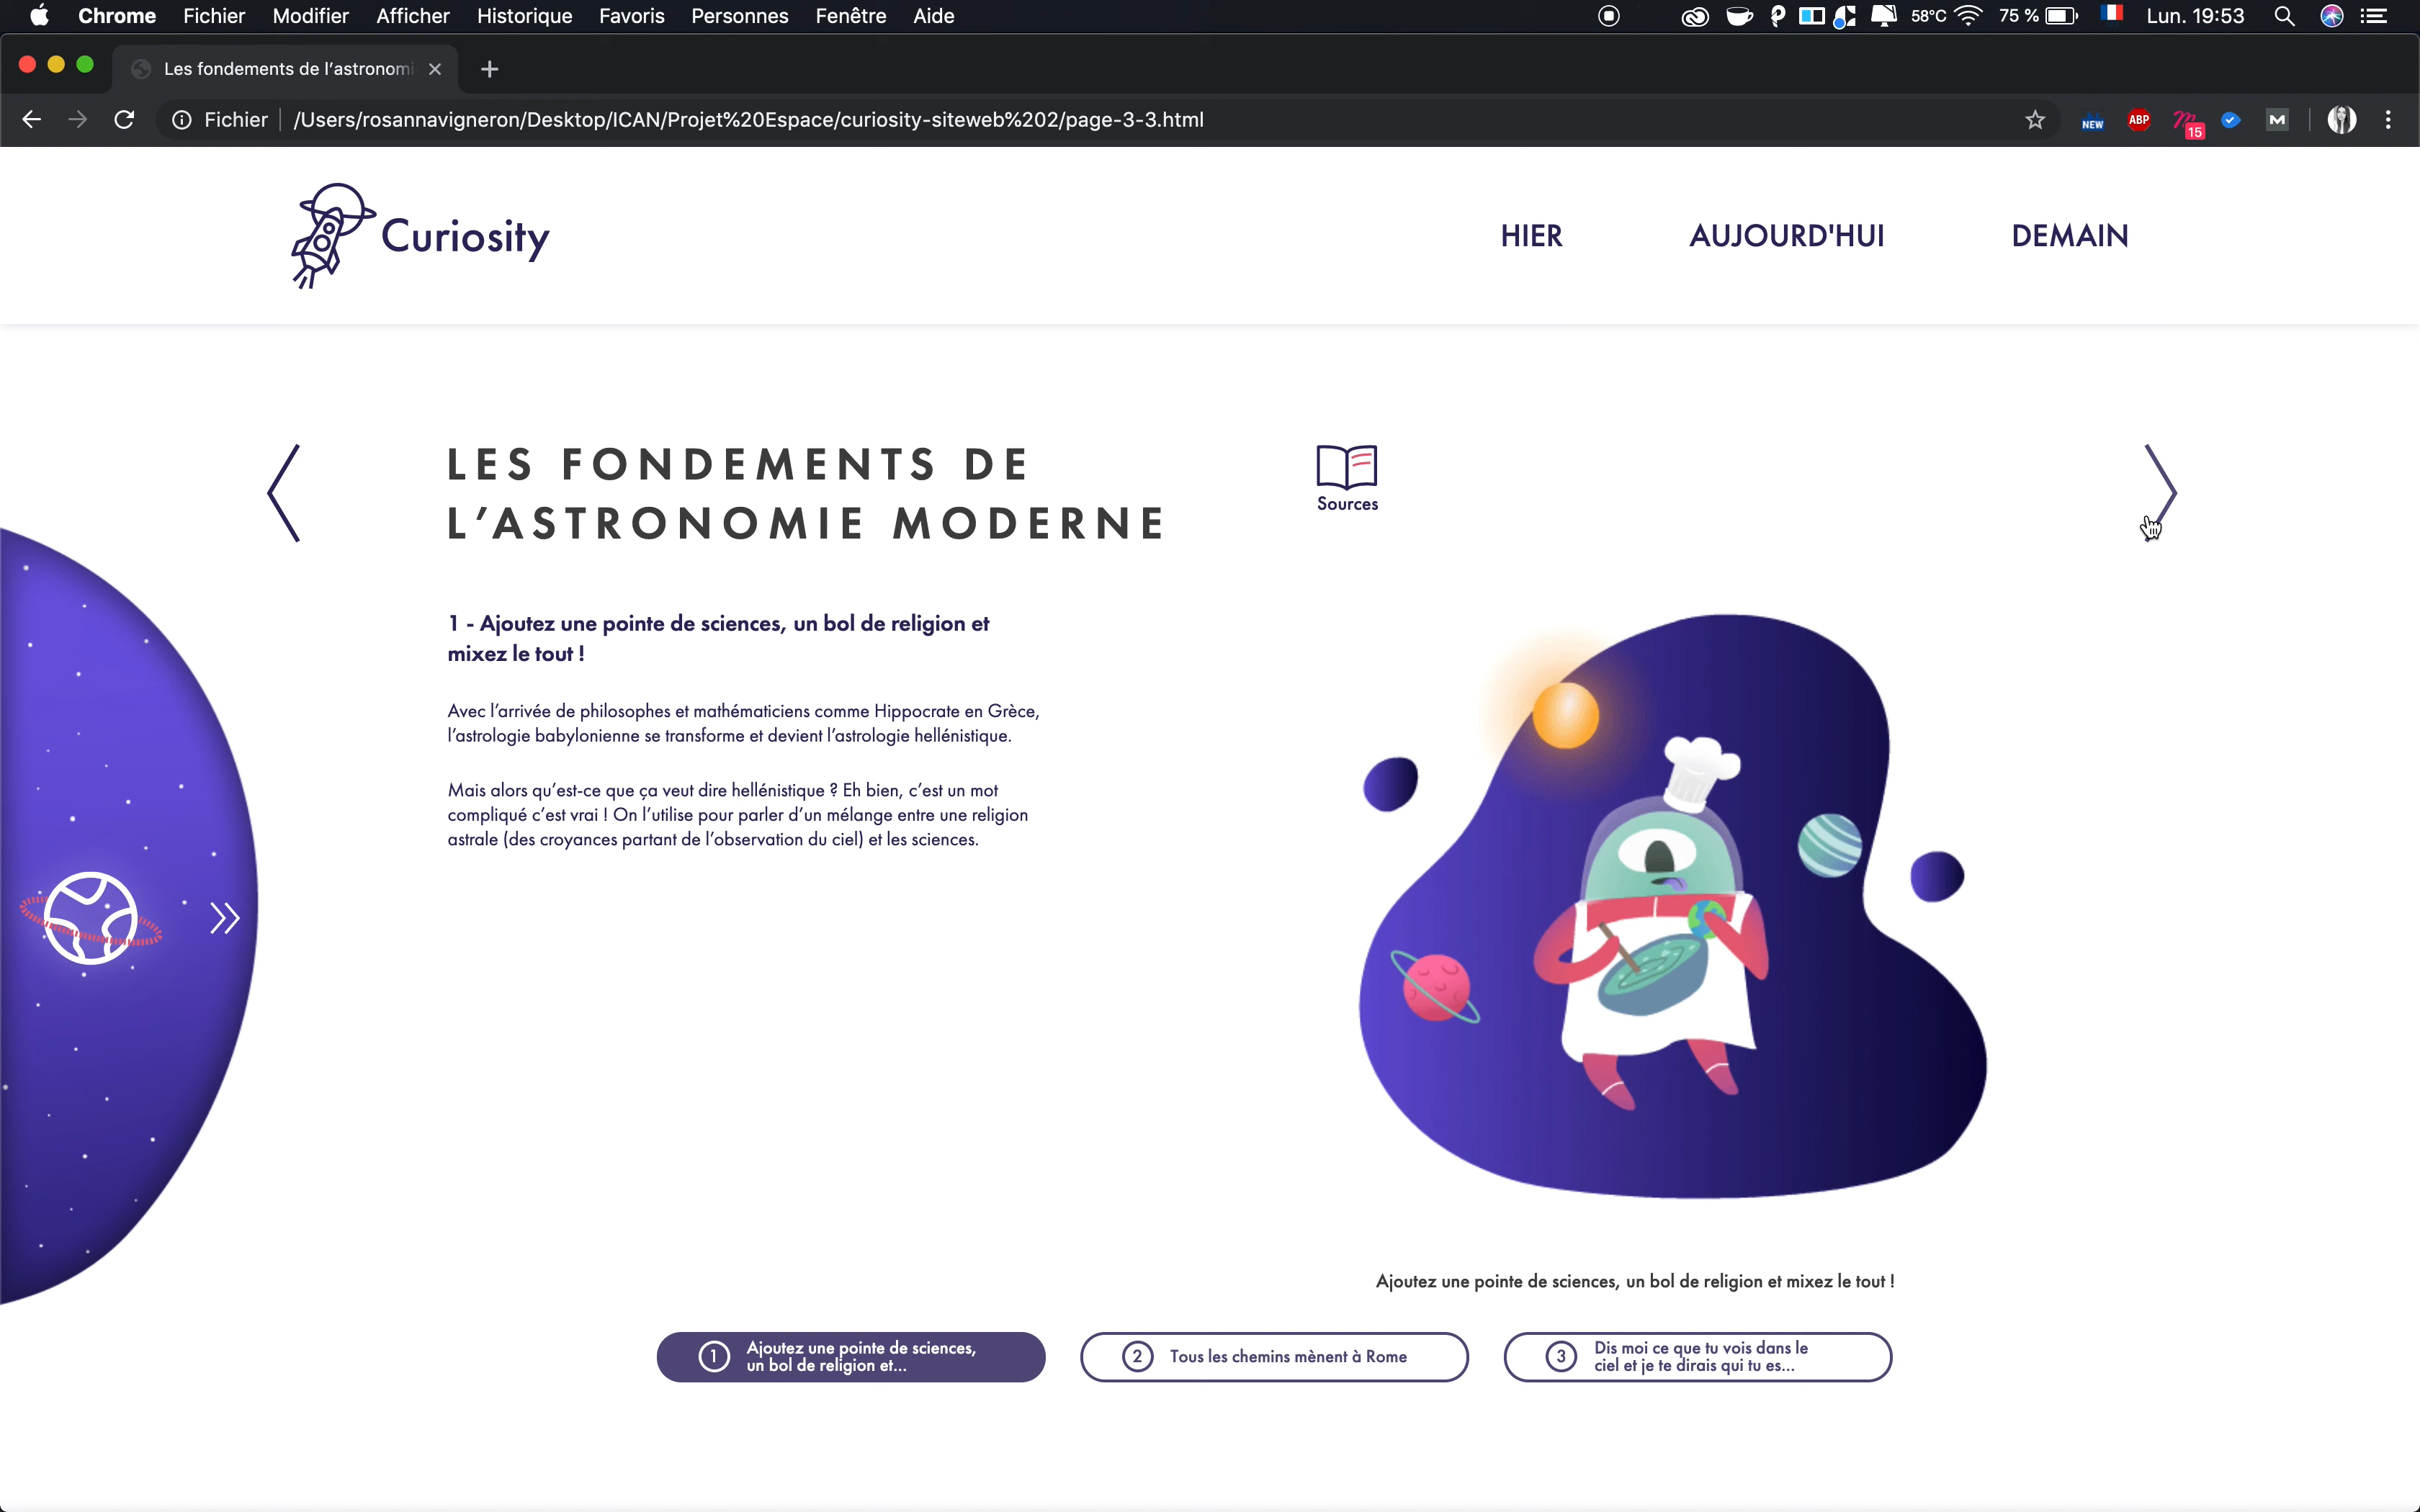 Chrome Fichier Modifier Afficher Historique Favoris Personnes Fenêtre Aide 58°C 75 % Lun. 19:53
Les fondements de l'astronomi
Fichier /Users/rosannavigneron/Desktop/ICAN/Projet%20Espace/curiosity-siteweb%202/page-3-3.html NEW ABP 15 M
Curiosity HIER AUJOURD'HUI DEMAIN
LES FONDEMENTS DE
L'ASTRONOMIE MODERNE
Sources
1 - Ajoutez une pointe de sciences, un bol de religion et
mixez le tout !
Avec l'arrivée de philosophes et mathématiciens comme Hippocrate en Grèce,
l'astrologie babylonienne se transforme et devient l'astrologie hellénistique.
Mais alors qu'est-ce que ça veut dire hellénistique ? Eh bien, c'est un mot
compliqué c'est vrai ! On l'utilise pour parler d'un mélange entre une religion
astrale (des croyances partant de l'observation du ciel) et les sciences.
Ajoutez une pointe de sciences, un bol de religion et mixez le tout !
1 Ajoutez une pointe de sciences,
un bol de religion et...
2 Tous les chemins mènent à Rome
3 Dis moi ce que tu vois dans le
ciel et je te dirais qui tu es...